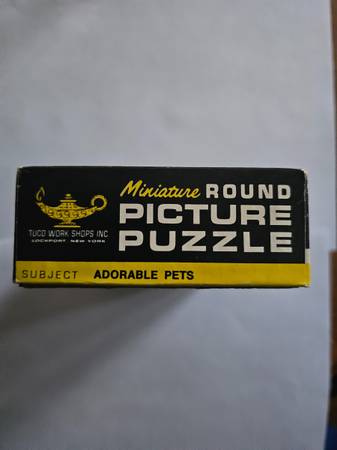 Miniature ROUND
PICTURE
PUZZLE
TUCO WORK SHOPS INC.
LOCKPORT NEW YORK
SUBJECT ADORABLE PETS